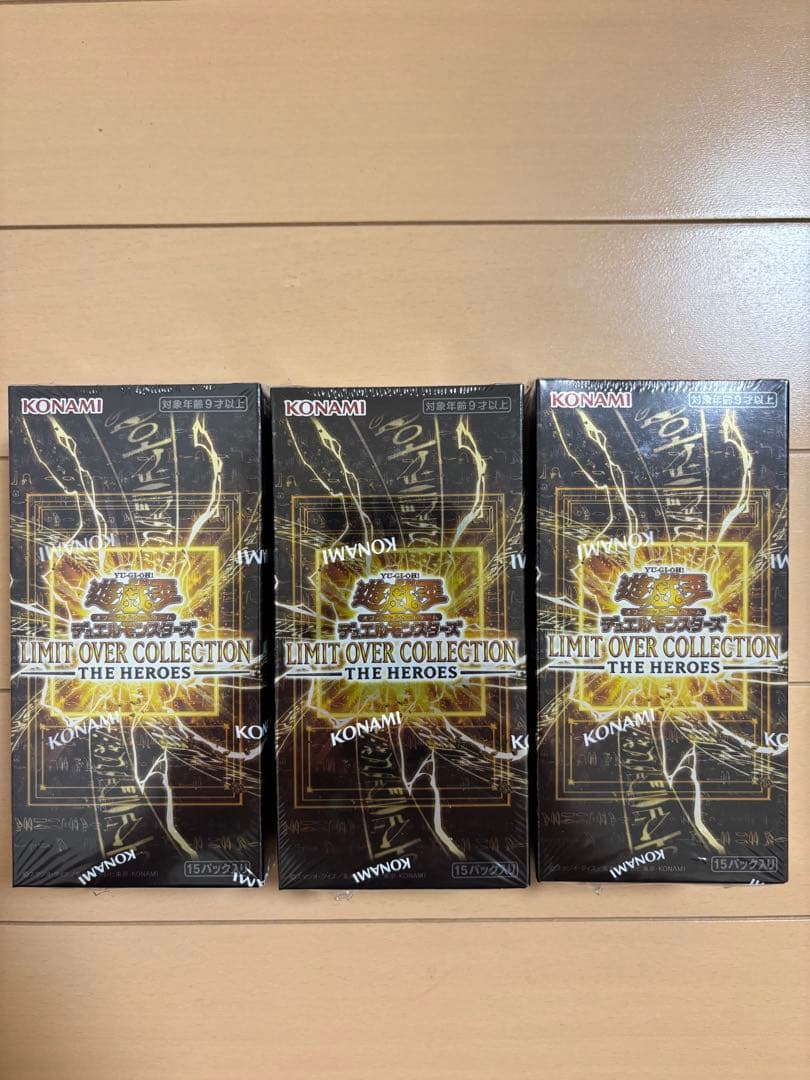 KONAMI
対象年齢9才以上
KONAMI
YU-GI-OH!
遊戯王
デュエルモンスターズ
LIMIT OVER COLLECTION
THE HEROES
KONAMI
KONAMI
15パック入り
KONAMI
対象年齢9才以上
KONAMI
YU-GI-OH!
遊戯王
デュエルモンスターズ
LIMIT OVER COLLECTION
THE HEROES
KONAMI
KONAMI
15パック入り
KONAMI
対象年齢9才以上
KONAMI
YU-GI-OH!
遊戯王
デュエルモンスターズ
LIMIT OVER COLLECTION
THE HEROES
KONAMI
KONAMI
15パック入り